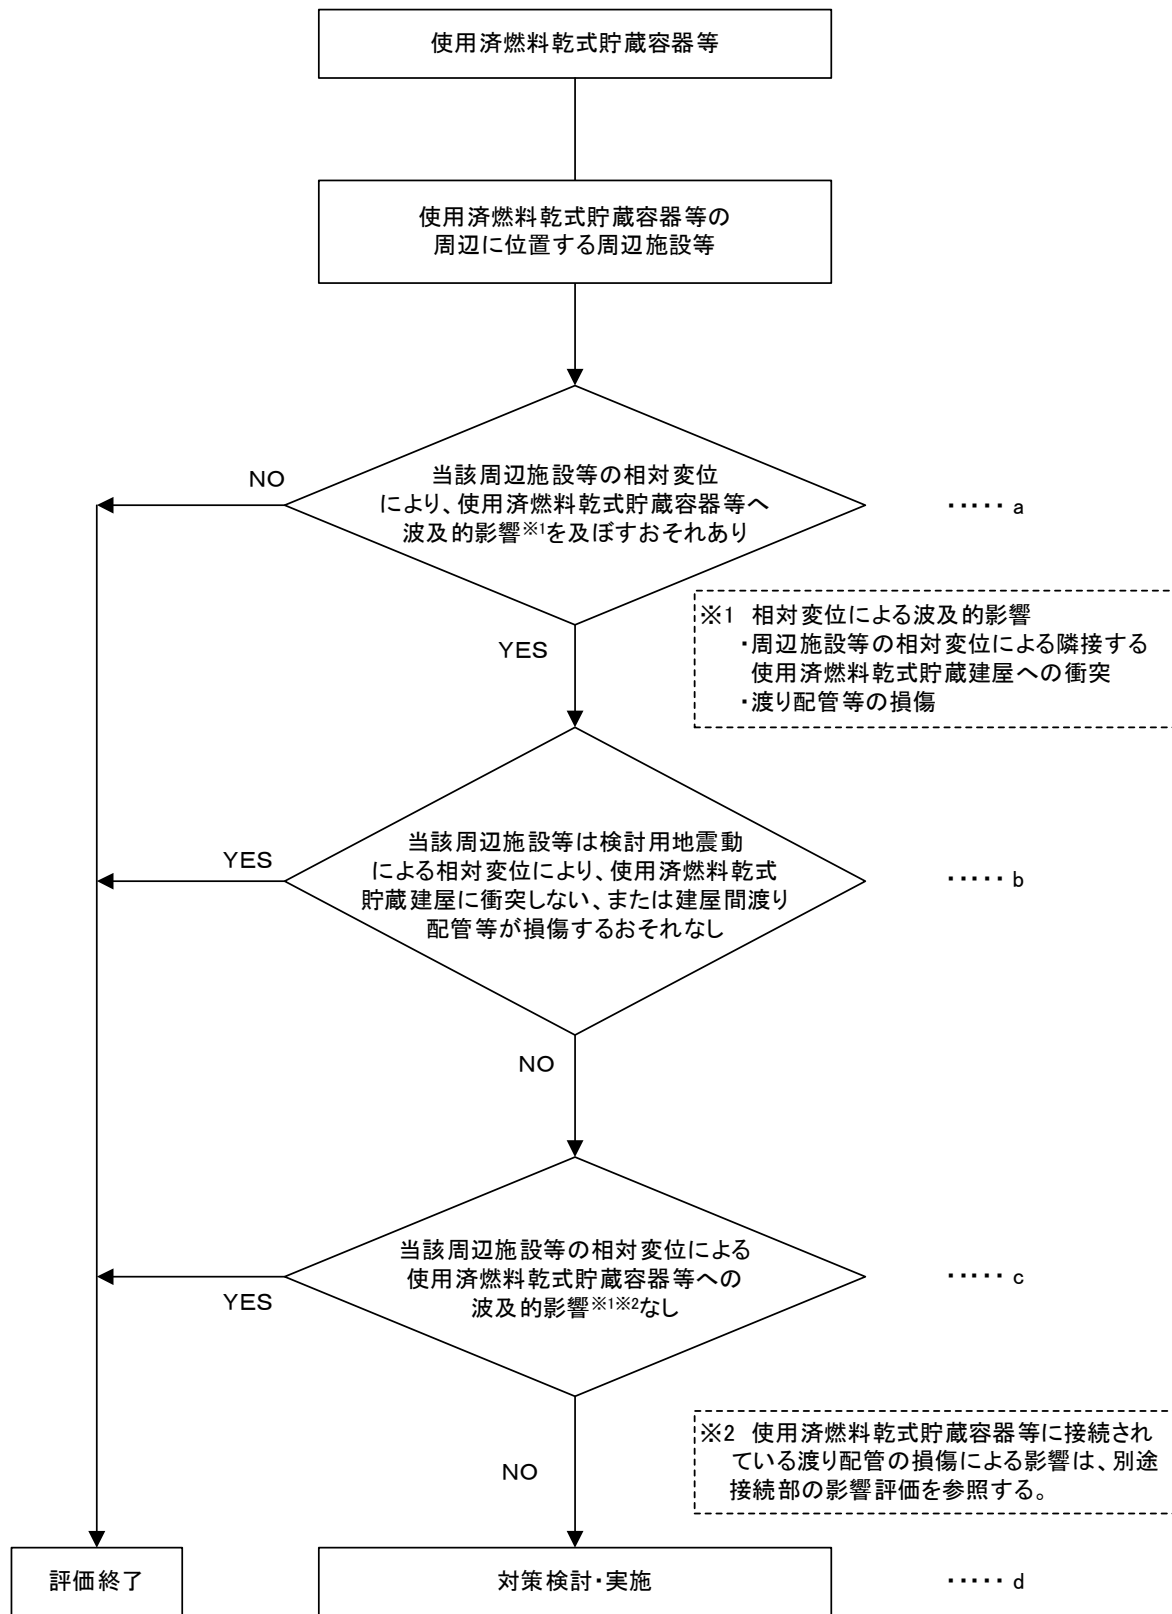 使用済燃料乾式貯蔵容器等
使用済燃料乾式貯蔵容器等の
周辺に位置する周辺施設等
NO
当該周辺施設等の相対変位
により、使用済燃料乾式貯蔵容器等へ
波及的影響※1を及ぼすおそれあり
・・・・・ a
※1 相対変位による波及的影響
・周辺施設等の相対変位による隣接する
使用済燃料乾式貯蔵建屋への衝突
・渡り配管等の損傷
YES
YES
当該周辺施設等は検討用地震動
による相対変位により、使用済燃料乾式
貯蔵建屋に衝突しない、または建屋間渡り
配管等が損傷するおそれなし
・・・・・ b
NO
当該周辺施設等の相対変位による
使用済燃料乾式貯蔵容器等への
波及的影響※1※2なし
・・・・・ c
YES
※2 使用済燃料乾式貯蔵容器等に接続され
ている渡り配管の損傷による影響は、別途
接続部の影響評価を参照する。
NO
評価終了
対策検討・実施
・・・・・ d